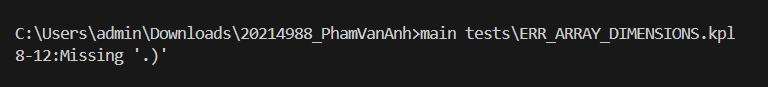 C:\Users\admin\Downloads\20214988_PhamVanAnh>main tests\ERR_ARRAY_DIMENSIONS.kpl
8-12:Missing '.)'